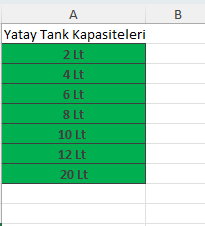 A B
Yatay Tank Kapasiteleri
2 Lt
4 Lt
6 Lt
8 Lt
10 Lt
12 Lt
20 Lt